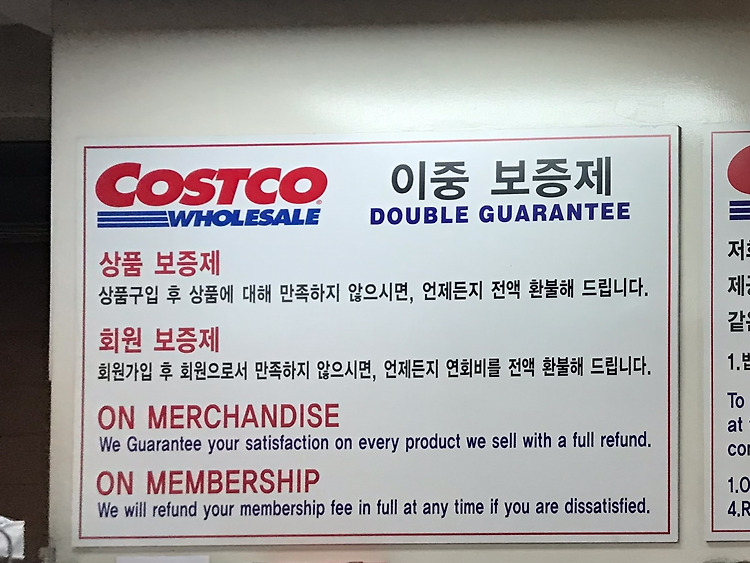 COSTCO
WHOLESALE
이중 보증제
DOUBLE GUARANTEE
상품 보증제
상품구입 후 상품에 대해 만족하지 않으시면, 언제든지 전액 환불해 드립니다.
회원 보증제
회원가입 후 회원으로서 만족하지 않으시면, 언제든지 연회비를 전액 환불해 드립니다.
ON MERCHANDISE
We Guarantee your satisfaction on every product we sell with a full refund.
ON MEMBERSHIP
We will refund your membership fee in full at any time if you are dissatisfied.
To
at
1.
4.